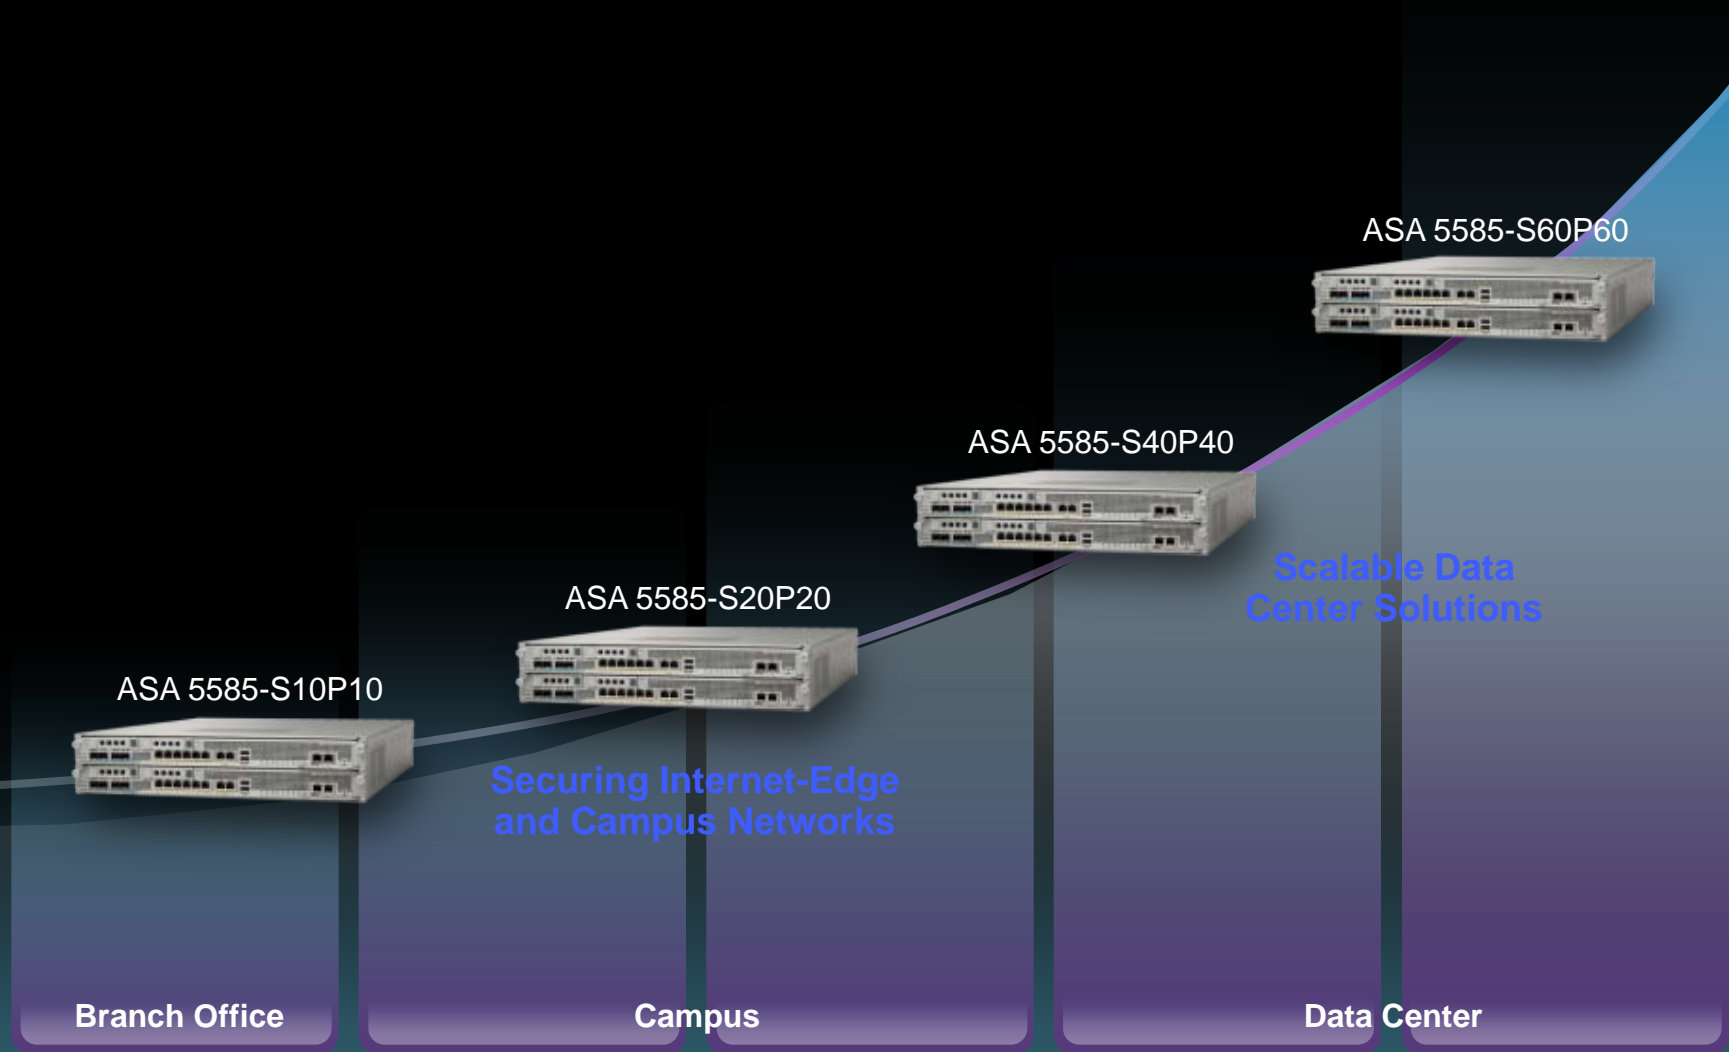 ASA 5585-S60P60
ASA 5585-S40P40
Scalable Data
Center Solutions
ASA 5585-S20P20
ASA 5585-S10P10
Securing Internet-Edge
and Campus Networks
Branch Office
Campus
Data Center